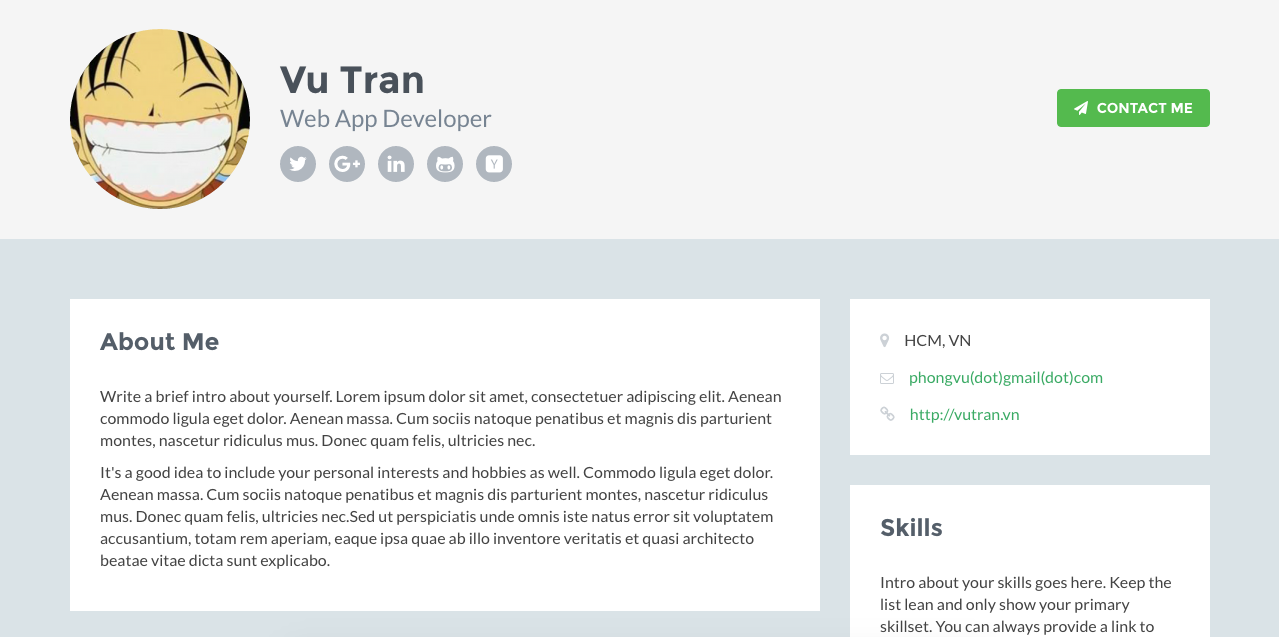 Vu Tran
Web App Developer
CONTACT ME
About Me
Write a brief intro about yourself. Lorem ipsum dolor sit amet, consectetuer adipiscing elit. Aenean
commodo ligula eget dolor. Aenean massa. Cum sociis natoque penatibus et magnis dis parturient
montes, nascetur ridiculus mus. Donec quam felis, ultricies nec.
It's a good idea to include your personal interests and hobbies as well. Commodo ligula eget dolor.
Aenean massa. Cum sociis natoque penatibus et magnis dis parturient montes, nascetur ridiculus
mus. Donec quam felis, ultricies nec.Sed ut perspiciatis unde omnis iste natus error sit voluptatem
accusantium, totam rem aperiam, eaque ipsa quae ab illo inventore veritatis et quasi architecto
beatae vitae dicta sunt explicabo.
HCM, VN
phongvu(dot)gmail(dot)com
http://vutran.vn
Skills
Intro about your skills goes here. Keep the
list lean and only show your primary
skillset. You can always provide a link to